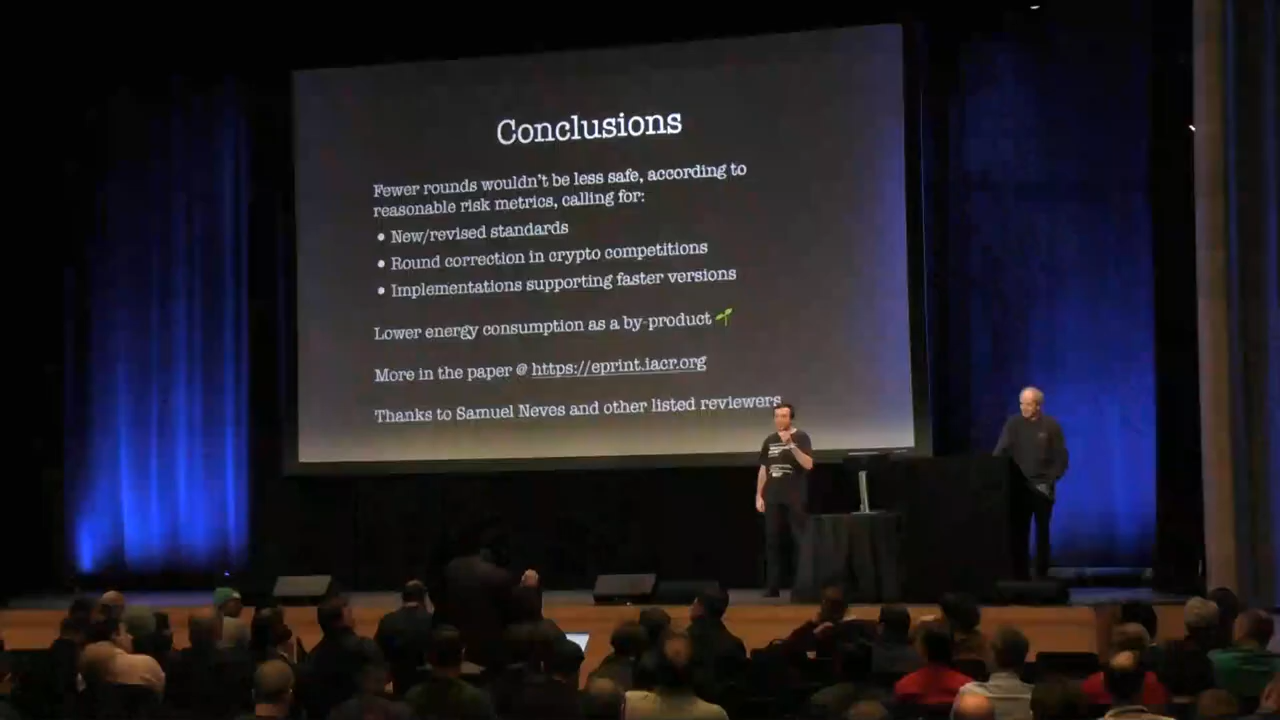 Conclusions
Fewer rounds wouldn't be less safe, according to
reasonable risk metrics, calling for:
• New/revised standards
• Round correction in crypto competitions
• Implementations supporting faster versions
Lower energy consumption as a by-product
More in the paper @ https://eprint.iacr.org
Thanks to Samuel Neves and other listed reviewers